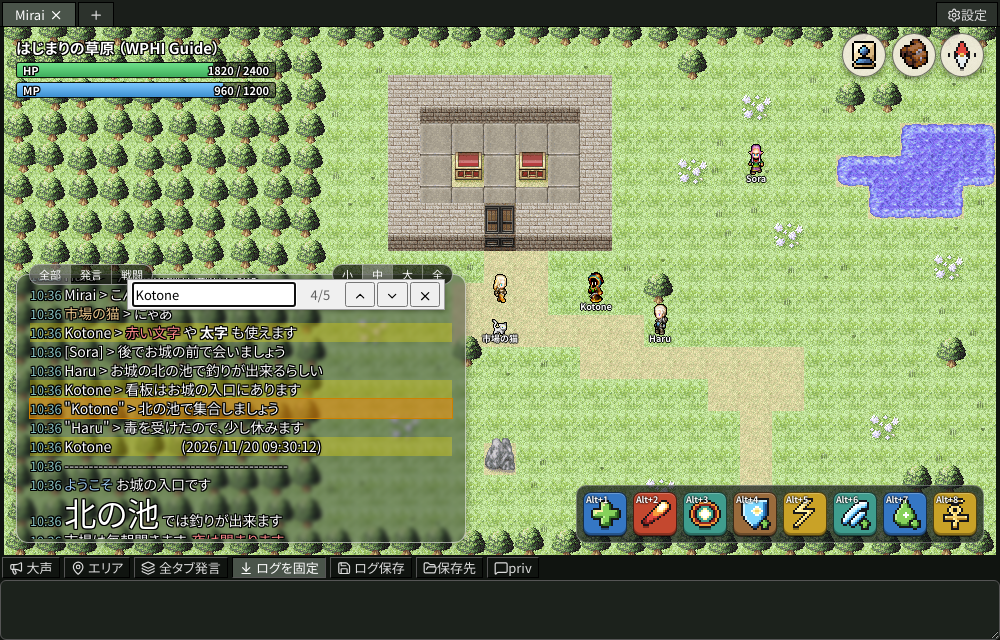 Mirai
設定
はじまりの草原 (WPHI Guide)
HP 1820 / 2400
MP 960 / 1200
Sora
Kotone
市場の猫
Haru
全部 発言 戦闘
小 中 大 全
Kotone 4/5
10:36 Mirai > こ
10:36 市場の猫 > にゃあ
10:36 Kotone > 赤い文字 や 太字 も使えます
10:36 [Sora] > 後でお城の前で会いましょう
10:36 Haru > お城の北の池で釣りが出来るらしい
10:36 Kotone > 看板はお城の入口にあります
10:36 "Kotone" > 北の池で集合しましょう
10:36 "Haru" > 毒を受けたので、少し休みます
10:36 Kotone (2026/11/20 09:30:12)
10:36 ----------------------------------------
10:36 ようこそ お城の入口です
10:36 北の池 では釣りが出来ます
Alt+1 Alt+2 Alt+3 Alt+4 Alt+5 Alt+6 Alt+7 Alt+8
大声 エリア 全タブ発言 ログを固定 ログ保存 保存先 priv